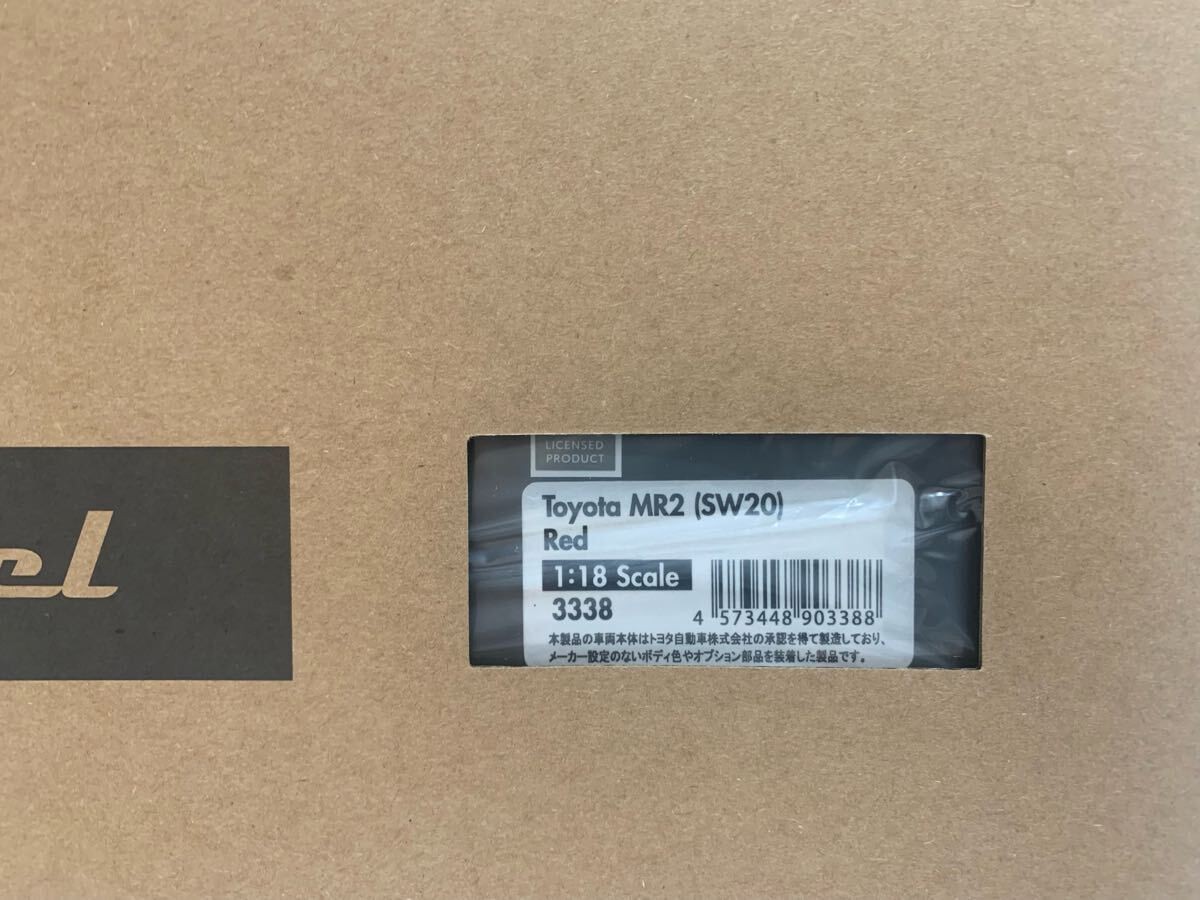 el
LICENSED
PRODUCT
Toyota MR2 (SW20)
Red
1:18 Scale
3338
4 573448 903388
本製品の車両本体はトヨタ自動車株式会社の承認を得て製造しており、
メーカー設定のないボディ色やオプション部品を装着した製品です。